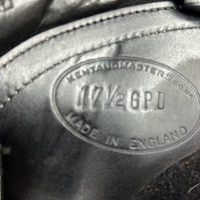 KENTANDMASTERS.co.uk
17½ GPD
MADE IN ENGLAND